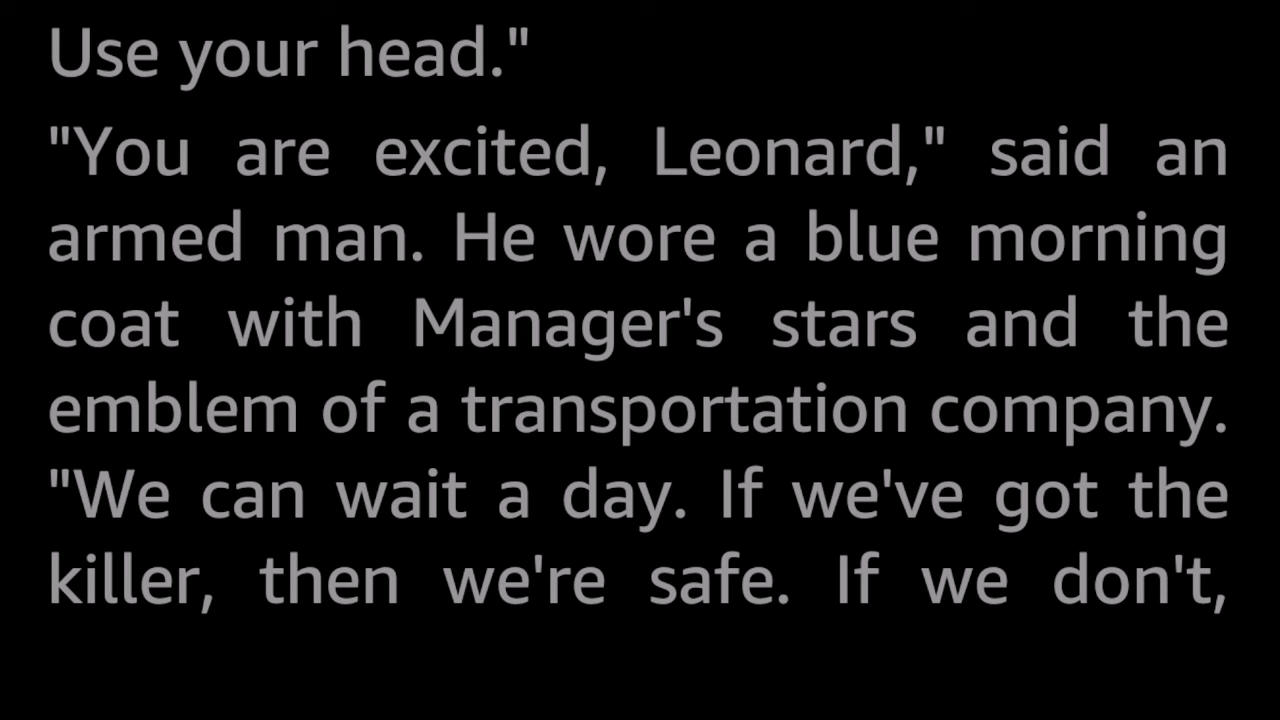 Use your head."
"You are excited, Leonard," said an
armed man. He wore a blue morning
coat with Manager's stars and the
emblem of a transportation company.
"We can wait a day. If we've got the
killer, then we're safe. If we don't,